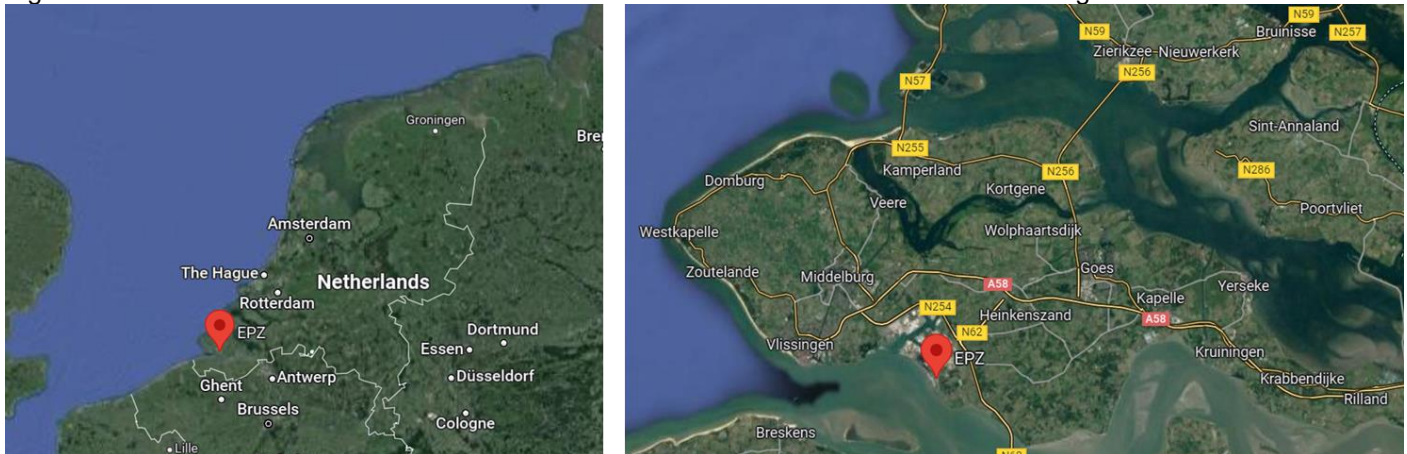 Groningen
Bre
Amsterdam
The Hague
Netherlands
Rotterdam
EPZ
Dortmund
Essen
Düsseldorf
Ghent
Antwerp
Brussels
Cologne
Lille
N59
N59
Bruinisse
N257
Zierikzee
Nieuwerkerk
N256
N57
Sint-Annaland
N255
Kamperland
N256
N286
Domburg
Kortgene
Veere
Poortvliet
Westkapelle
Wolphaartsdijk
Zoutelande
Middelburg
Goes
A58
Yerseke
Kapelle
N254
Heinkenszand
A58
N62
Vlissingen
EPZ
Kruiningen
Krabbendijke
Rilland
Breskens